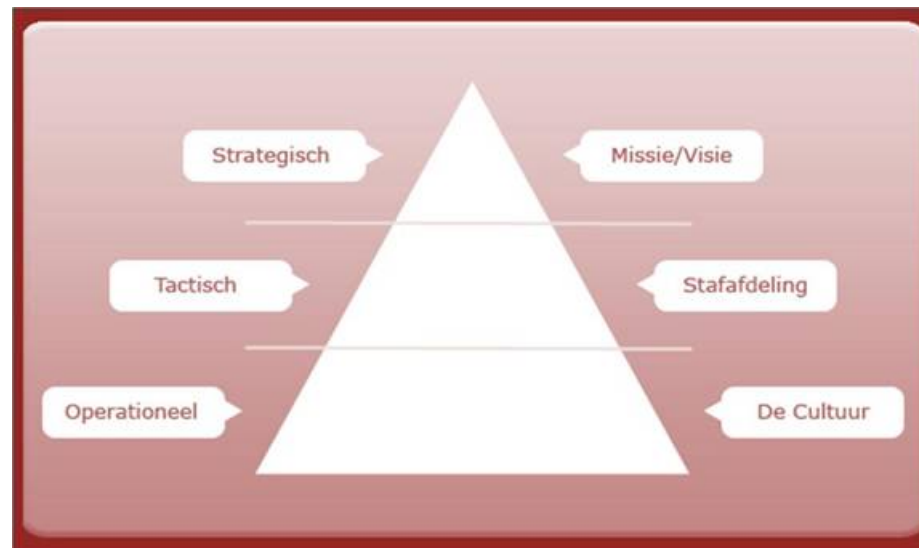 Strategisch
Missie/Visie
Tactisch
Stafafdeling
Operationeel
De Cultuur